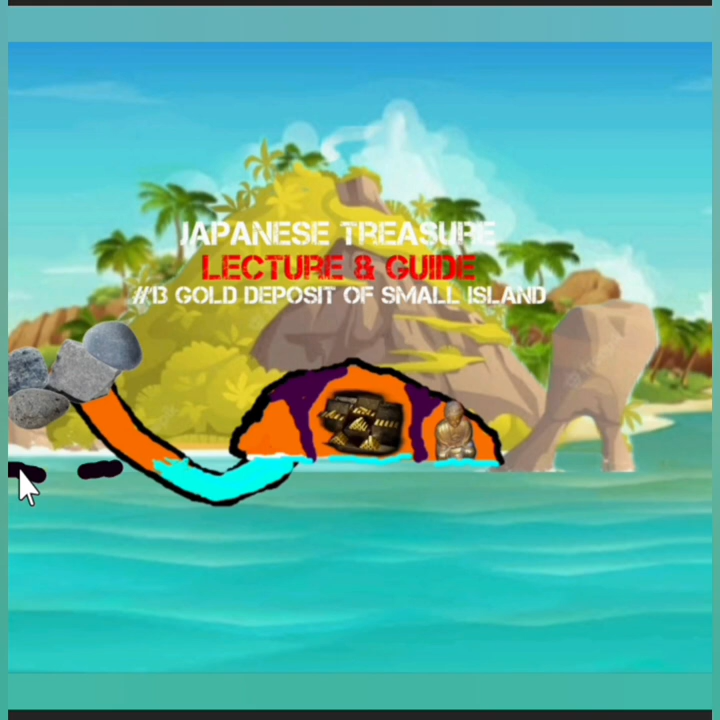 JAPANESE TREASURE
LECTURE & GUIDE
#13 GOLD DEPOSIT OF SMALL ISLAND